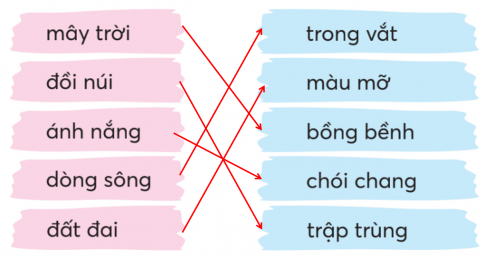 mây trời
trong vắt
đồi núi
màu mỡ
ánh nắng
bồng bềnh
dòng sông
chói chang
đất đai
trập trùng